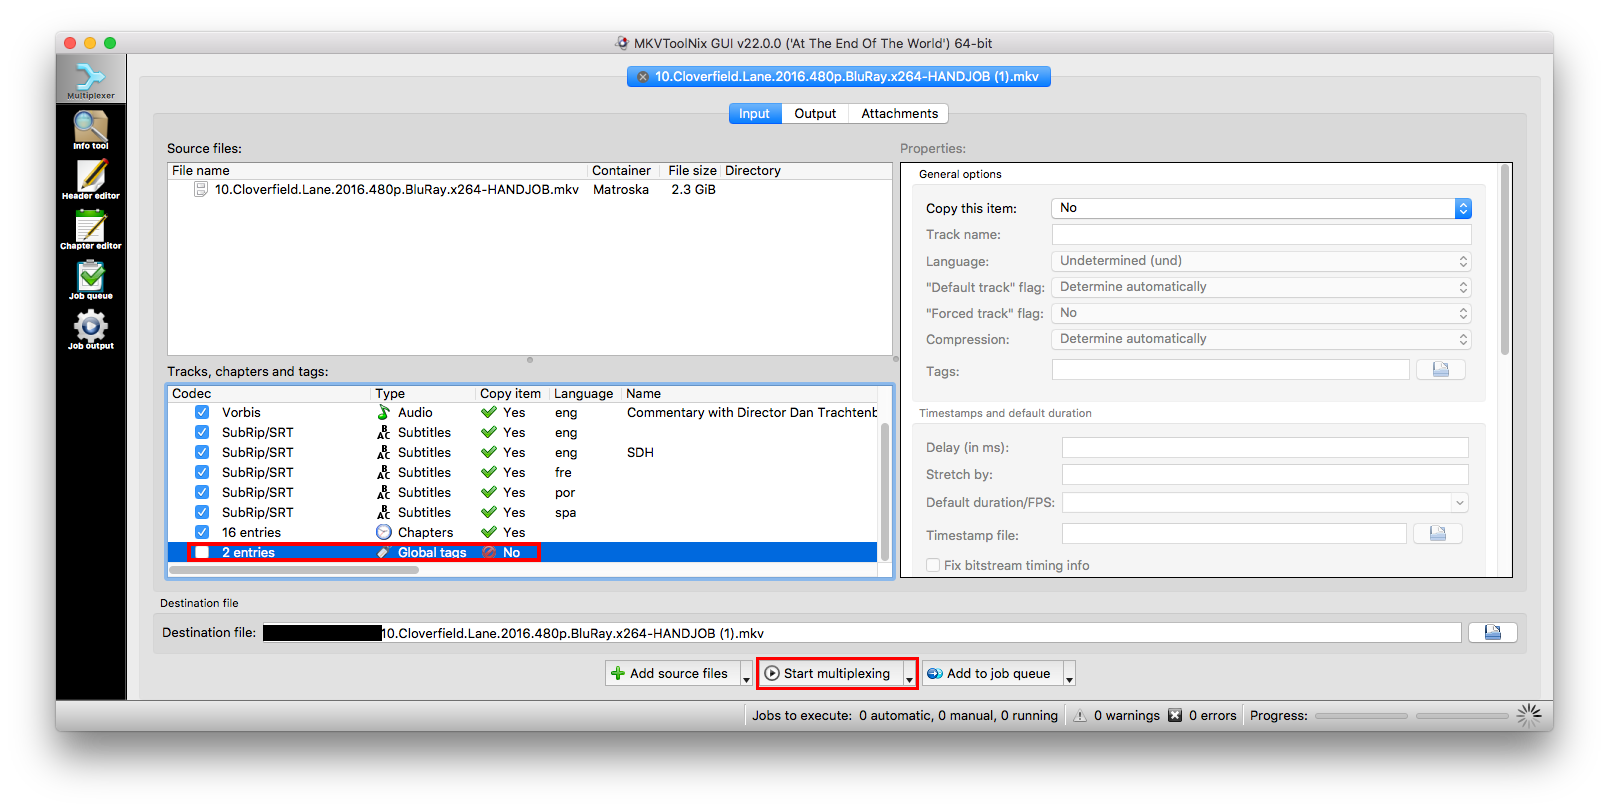 MKVToolNix GUI v22.0.0 ('At The End Of The World') 64-bit
Multiplexer
Info tool
Header editor
Chapter editor
Job queue
Job output
10.Cloverfield.Lane.2016.480p.BluRay.x264-HANDJOB (1).mkv
Input Output Attachments
Source files:
File name Container File size Directory
10.Cloverfield.Lane.2016.480p.BluRay.x264-HANDJOB.mkv Matroska 2.3 GiB
Tracks, chapters and tags:
Codec Type Copy item Language Name
Vorbis Audio Yes eng Commentary with Director Dan Trachtenb
SubRip/SRT Subtitles Yes eng
SubRip/SRT Subtitles Yes eng SDH
SubRip/SRT Subtitles Yes fre
SubRip/SRT Subtitles Yes por
SubRip/SRT Subtitles Yes spa
16 entries Chapters Yes
2 entries Global tags No
Properties:
General options
Copy this item: No
Track name:
Language: Undetermined (und)
"Default track" flag: Determine automatically
"Forced track" flag: No
Compression: Determine automatically
Tags:
Timestamps and default duration
Delay (in ms):
Stretch by:
Default duration/FPS:
Timestamp file:
Fix bitstream timing info
Destination file
Destination file: 10.Cloverfield.Lane.2016.480p.BluRay.x264-HANDJOB (1).mkv
Add source files Start multiplexing Add to job queue
Jobs to execute: 0 automatic, 0 manual, 0 running 0 warnings 0 errors Progress: